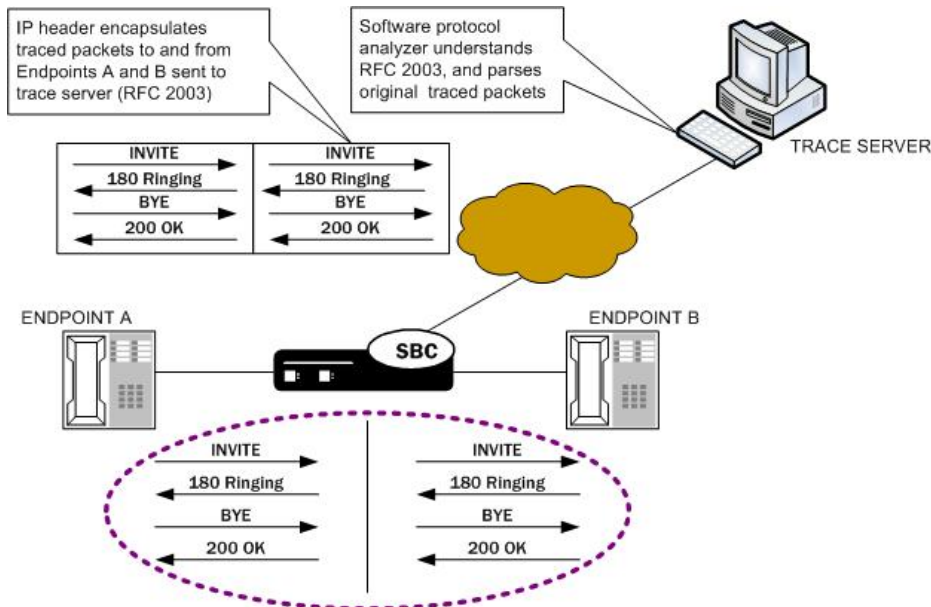 IP header encapsulates
traced packets to and from
Endpoints A and B sent to
trace server (RFC 2003)
Software protocol
analyzer understands
RFC 2003, and parses
original traced packets
TRACE SERVER
INVITE
180 Ringing
BYE
200 OK
INVITE
180 Ringing
BYE
200 OK
ENDPOINT A
SBC
ENDPOINT B
INVITE
180 Ringing
BYE
200 OK
INVITE
180 Ringing
BYE
200 OK